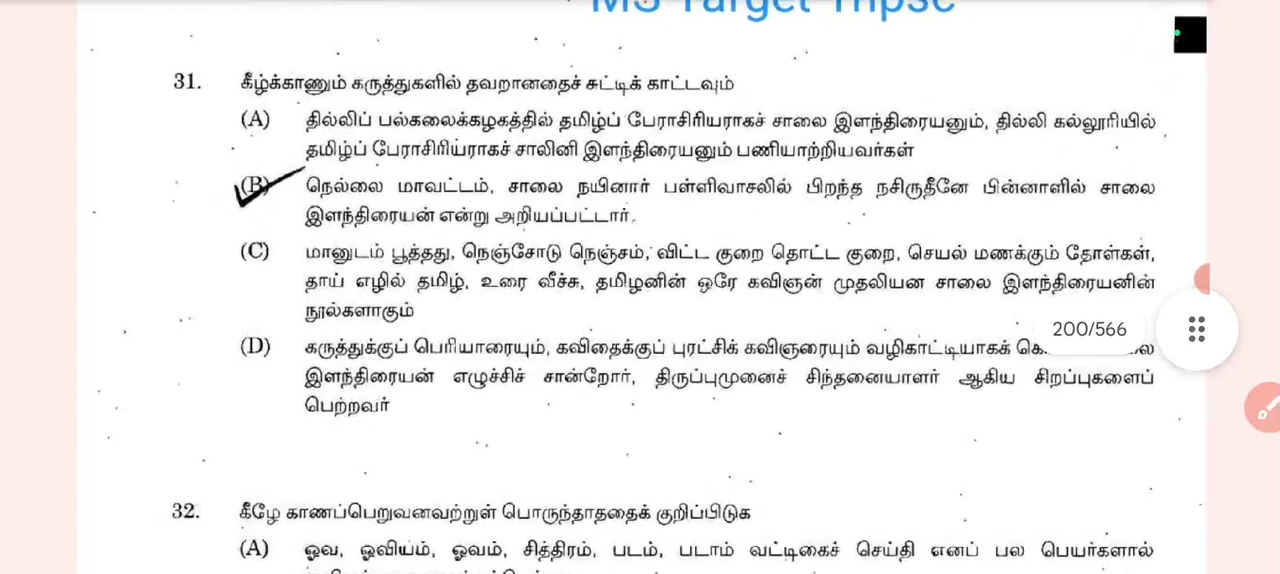 MS Target Tnpsc
31. கீழ்க்காணும் கருத்துகளில் தவறானதைச் சுட்டிக் காட்டவும்
(A) தில்லிப் பல்கலைக்கழகத்தில் தமிழ்ப் பேராசிரியராகச் சாலை இளந்திரையனும், தில்லி கல்லூரியில்
தமிழ்ப் பேராசிரிய்ராகச் சாலினி இளந்திரையனும் பணியாற்றியவர்கள்
(B) நெல்லை மாவட்டம், சாலை நயினார் பள்ளிவாசலில் பிறந்த நசிருதீனே பின்னாளில் சாலை
இளந்திரையன் என்று அறியப்பட்டார்.
(C) மானுடம் பூத்தது, நெஞ்சோடு நெஞ்சம், விட்ட குறை தொட்ட குறை, செயல் மணக்கும் தோள்கள்,
தாய் எழில் தமிழ், உரை வீச்சு, தமிழனின் ஒரே கவிஞன் முதலியன சாலை இளந்திரையனின்
நூல்களாகும்
200/566
(D) கருத்துக்குப் பெரியாரையும், கவிதைக்குப் புரட்சிக் கவிஞரையும் வழிகாட்டியாகக்
இளந்திரையன் எழுச்சிச் சான்றோர், திருப்புமுனைச் சிந்தனையாளர் ஆகிய சிறப்புகளைப்
பெற்றவர்
32. கீழே காணப்பெறுவனவற்றுள் பொருந்தாததைக் குறிப்பிடுக
(A) ஓவ, ஓவியம், ஓவம், சித்திரம், படம், படாம் வட்டிகைச் செய்தி எனப் பல பெயர்களால்